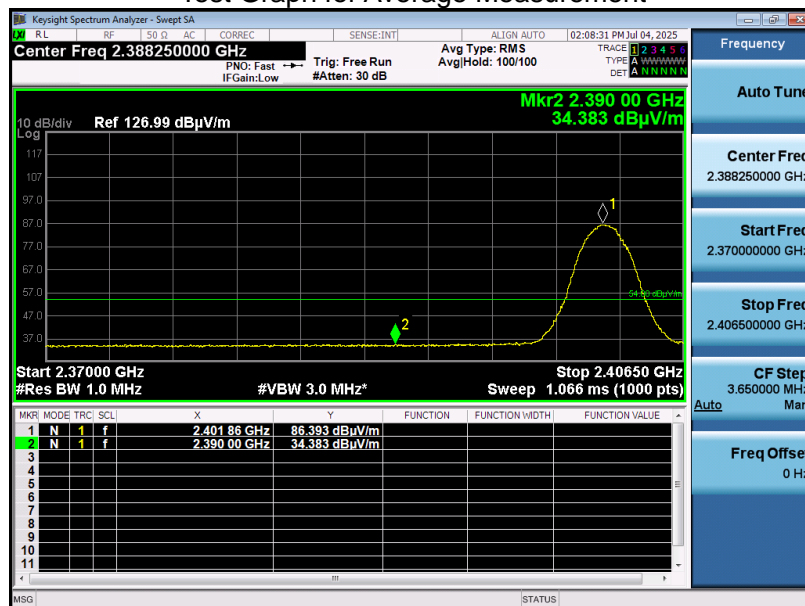 Test Graph for Average Measurement
Keysight Spectrum Analyzer - Swept SA
RL RF 50 Ω AC CORREC SENSE:INT ALIGN AUTO 02:08:31 PM Jul 04, 2025
Center Freq 2.388250000 GHz
PNO: Fast
IFGain:Low
Trig: Free Run
#Atten: 30 dB
Avg Type: RMS
Avg|Hold: 100/100
TRACE 1 2 3 4 5 6
TYPE A WWWWW
DET A N N N N N
Mkr2 2.390 00 GHz
34.383 dBµV/m
10 dB/div Ref 126.99 dBµV/m
Log
117
107
97.0
87.0
77.0
67.0
57.0
47.0
37.0
1
2
54.00 dBµV/m
Start 2.37000 GHz Stop 2.40650 GHz
#Res BW 1.0 MHz #VBW 3.0 MHz* Sweep 1.066 ms (1000 pts)
MKR MODE TRC SCL X Y FUNCTION FUNCTION WIDTH FUNCTION VALUE
1 N 1 f 2.401 86 GHz 86.393 dBµV/m
2 N 1 f 2.390 00 GHz 34.383 dBµV/m
3
4
5
6
7
8
9
10
11
MSG STATUS
Frequency
Auto Tune
Center Freq
2.388250000 GHz
Start Freq
2.370000000 GHz
Stop Freq
2.406500000 GHz
CF Step
3.650000 MHz
Auto Man
Freq Offset
0 Hz